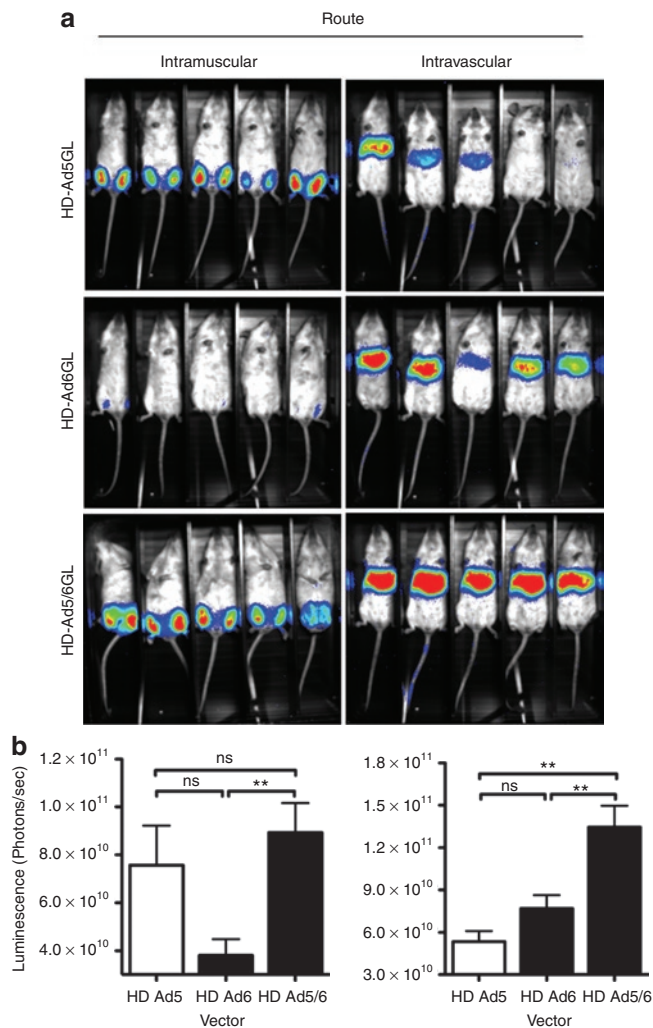 a
Route
Intramuscular
Intravascular
HD-Ad5GL
HD-Ad6GL
HD-Ad5/6GL
b
Luminescence (Photons/sec)
1.2 × 10¹¹
1.0 × 10¹¹
8.0 × 10¹⁰
6.0 × 10¹⁰
4.0 × 10¹⁰
ns
ns
**
HD Ad5
HD Ad6
HD Ad5/6
Vector
1.8 × 10¹¹
1.5 × 10¹¹
1.2 × 10¹¹
9.0 × 10¹⁰
6.0 × 10¹⁰
3.0 × 10¹⁰
**
ns
**
HD Ad5
HD Ad6
HD Ad5/6
Vector